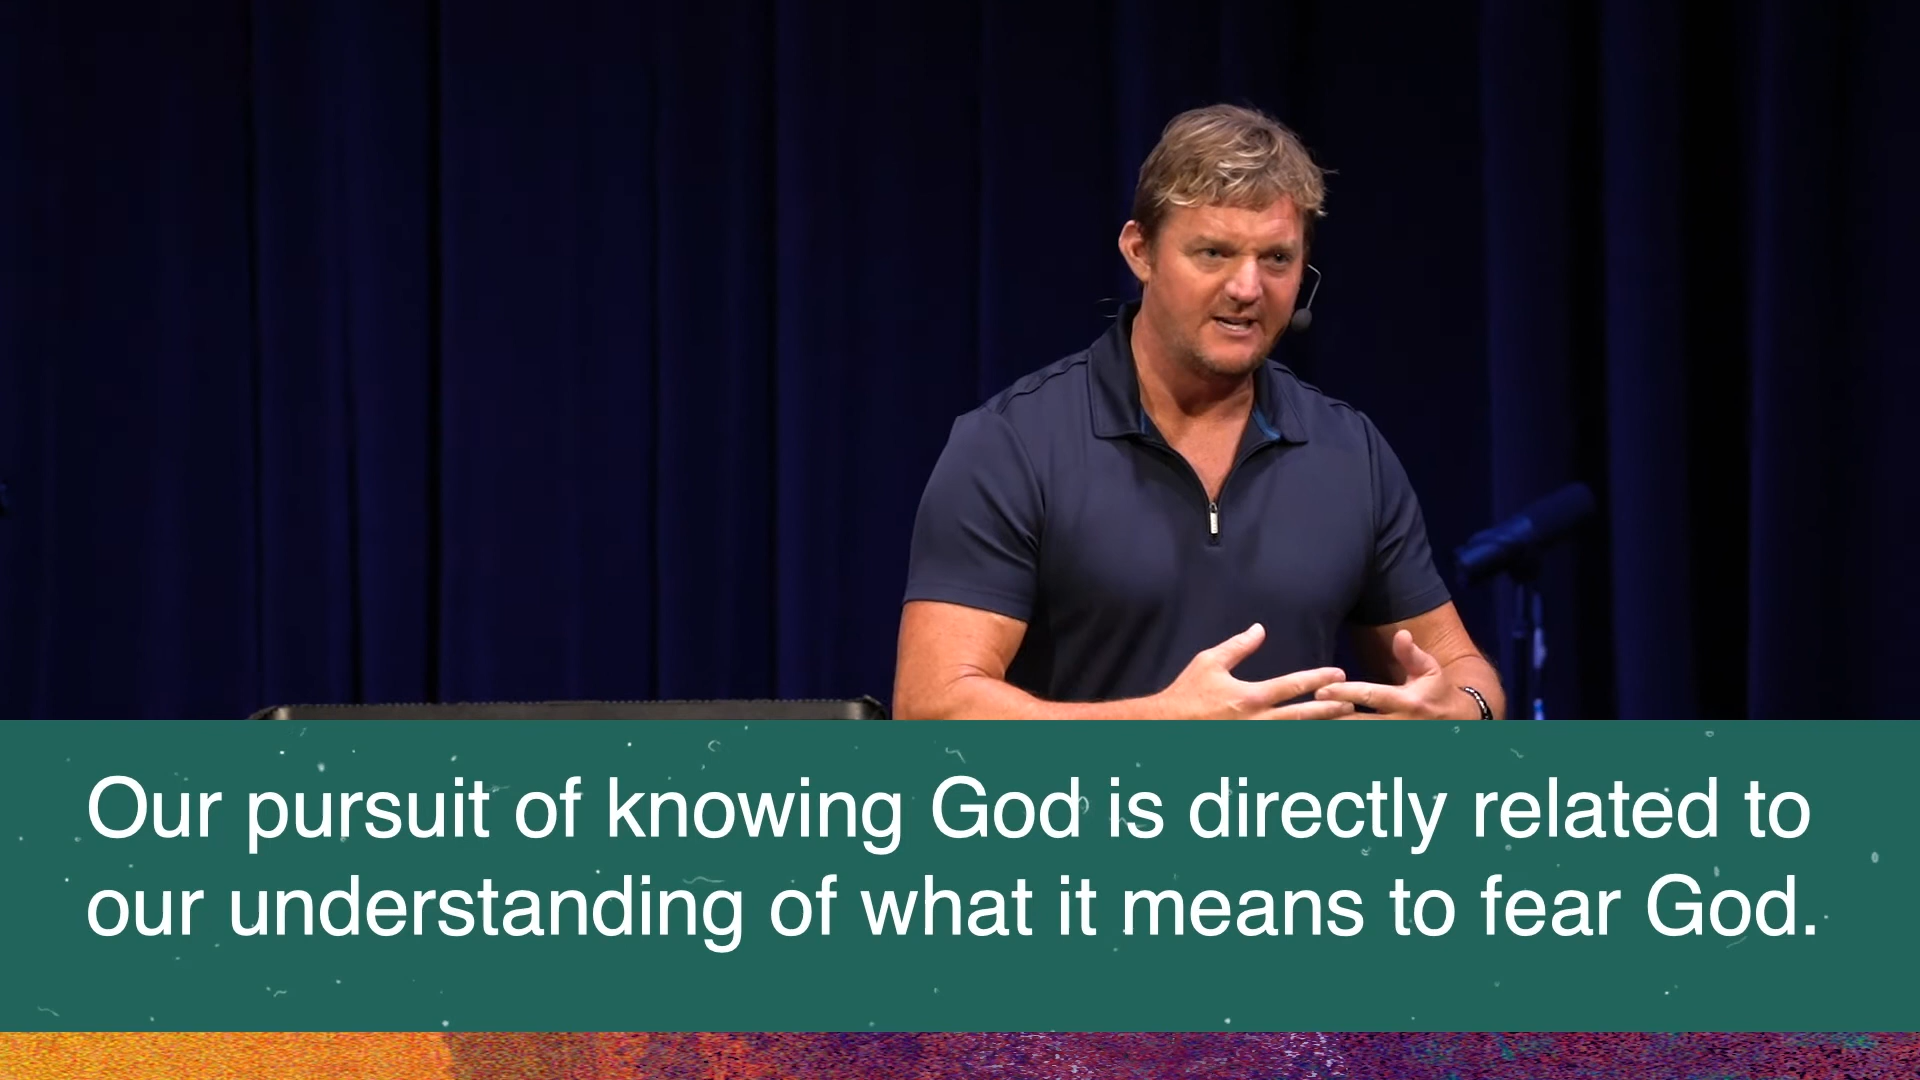 Our pursuit of knowing God is directly related to
our understanding of what it means to fear God.